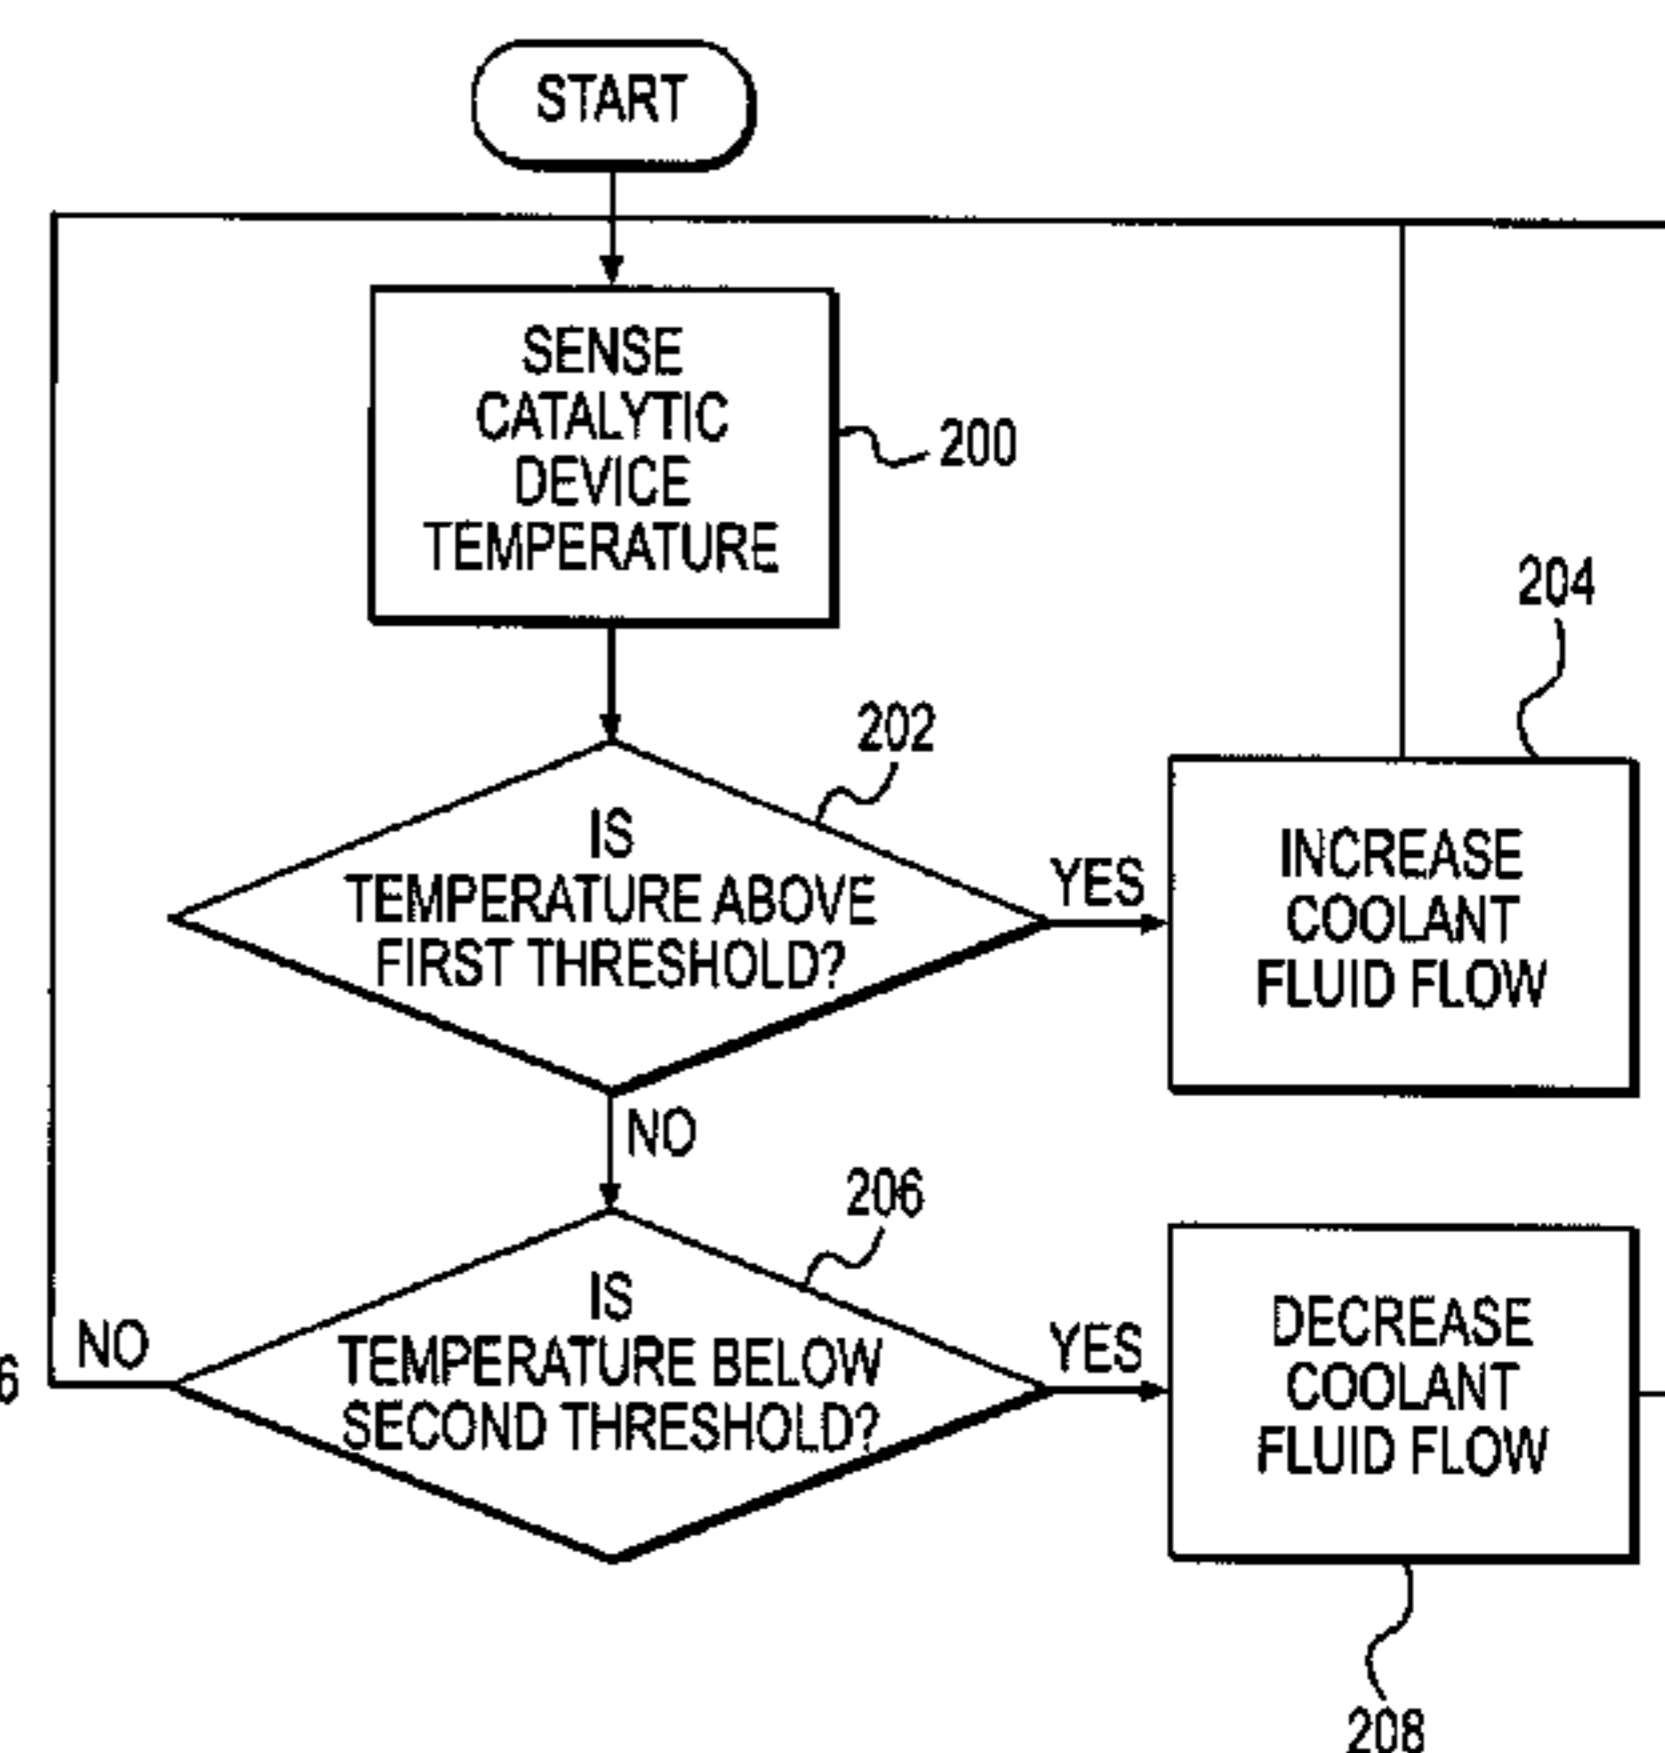 START
SENSE
CATALYTIC
DEVICE
TEMPERATURE
200
204
202
IS
TEMPERATURE ABOVE
FIRST THRESHOLD?
YES
INCREASE
COOLANT
FLUID FLOW
NO
206
IS
TEMPERATURE BELOW
SECOND THRESHOLD?
NO
YES
DECREASE
COOLANT
FLUID FLOW
6
208